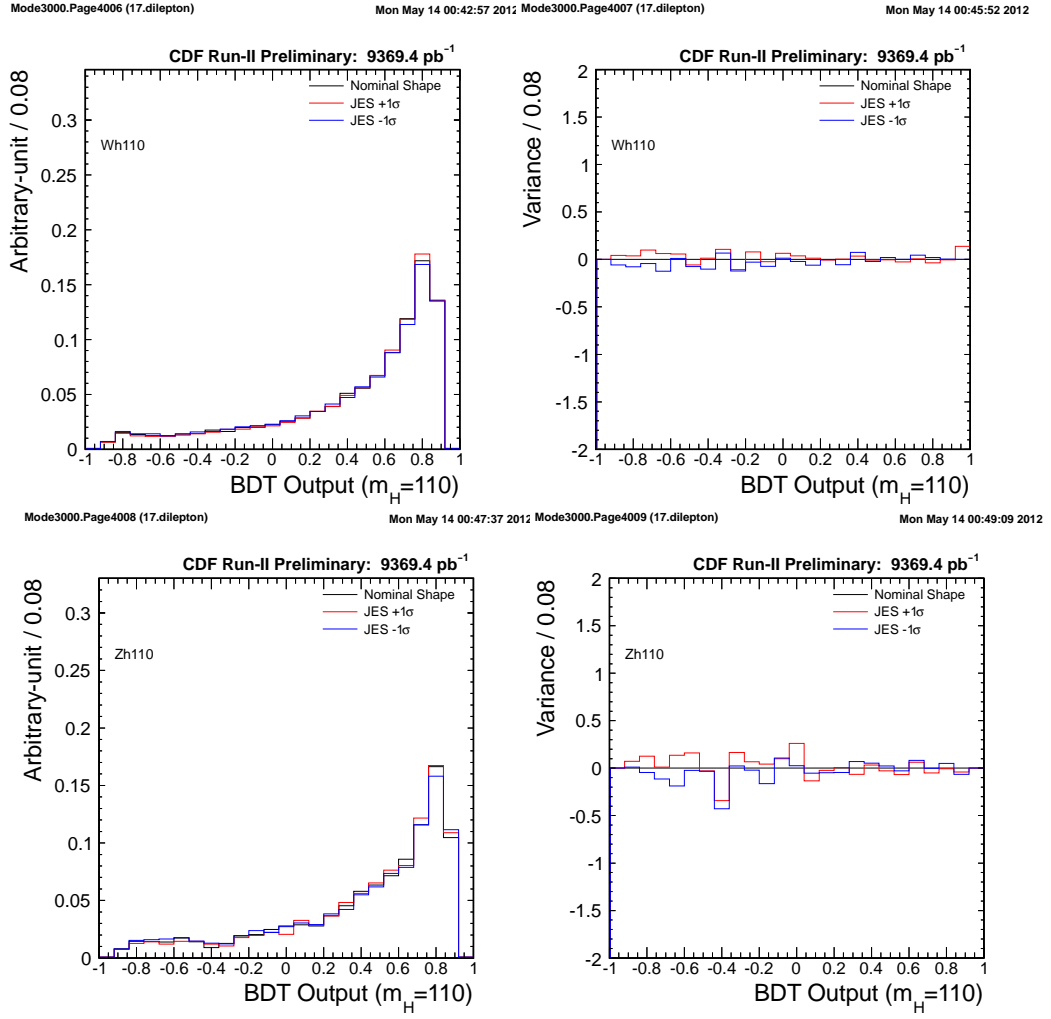 Mode3000.Page4006 (17.dilepton)
Mon May 14 00:42:57 2012
CDF Run-II Preliminary: 9369.4 pb⁻¹
Arbitrary-unit / 0.08
0.3
0.25
0.2
0.15
0.1
0.05
0
Nominal Shape
JES +1σ
JES -1σ
Wh110
-1 -0.8 -0.6 -0.4 -0.2 0 0.2 0.4 0.6 0.8 1
BDT Output (m_H=110)
Mode3000.Page4007 (17.dilepton)
Mon May 14 00:45:52 2012
CDF Run-II Preliminary: 9369.4 pb⁻¹
Variance / 0.08
2
1.5
1
0.5
0
-0.5
-1
-1.5
-2
Nominal Shape
JES +1σ
JES -1σ
Wh110
-1 -0.8 -0.6 -0.4 -0.2 0 0.2 0.4 0.6 0.8 1
BDT Output (m_H=110)
Mode3000.Page4008 (17.dilepton)
Mon May 14 00:47:37 2012
CDF Run-II Preliminary: 9369.4 pb⁻¹
Arbitrary-unit / 0.08
0.3
0.25
0.2
0.15
0.1
0.05
0
Nominal Shape
JES +1σ
JES -1σ
Zh110
-1 -0.8 -0.6 -0.4 -0.2 0 0.2 0.4 0.6 0.8 1
BDT Output (m_H=110)
Mode3000.Page4009 (17.dilepton)
Mon May 14 00:49:09 2012
CDF Run-II Preliminary: 9369.4 pb⁻¹
Variance / 0.08
2
1.5
1
0.5
0
-0.5
-1
-1.5
-2
Nominal Shape
JES +1σ
JES -1σ
Zh110
-1 -0.8 -0.6 -0.4 -0.2 0 0.2 0.4 0.6 0.8 1
BDT Output (m_H=110)